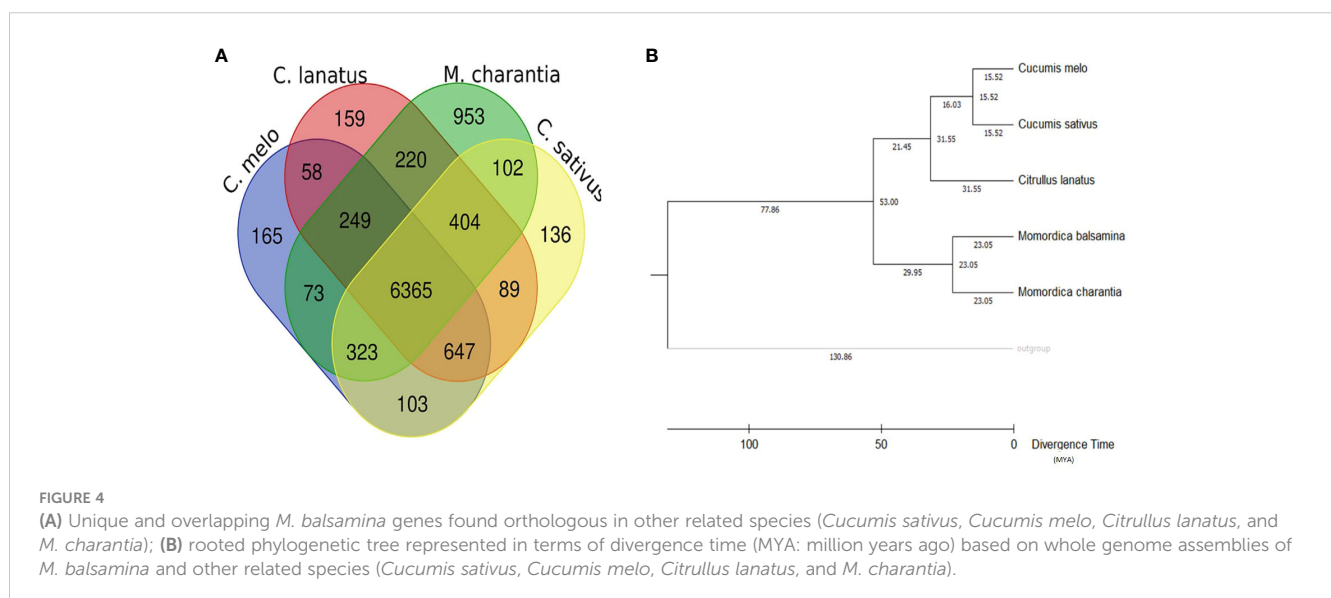 A
C. lanatus
M. charantia
C. melo
C. sativus
159
953
58
220
102
165
249
404
136
73
6365
89
323
647
103
B
Cucumis melo
15.52
16.03
15.52
Cucumis sativus
15.52
21.45
31.55
Citrullus lanatus
31.55
77.86
53.00
Momordica balsamina
23.05
29.95
23.05
Momordica charantia
23.05
outgroup
130.86
100
50
0
Divergence Time
(MYA)
FIGURE 4
(A) Unique and overlapping M. balsamina genes found orthologous in other related species (Cucumis sativus, Cucumis melo, Citrullus lanatus, and
M. charantia); (B) rooted phylogenetic tree represented in terms of divergence time (MYA: million years ago) based on whole genome assemblies of
M. balsamina and other related species (Cucumis sativus, Cucumis melo, Citrullus lanatus, and M. charantia).